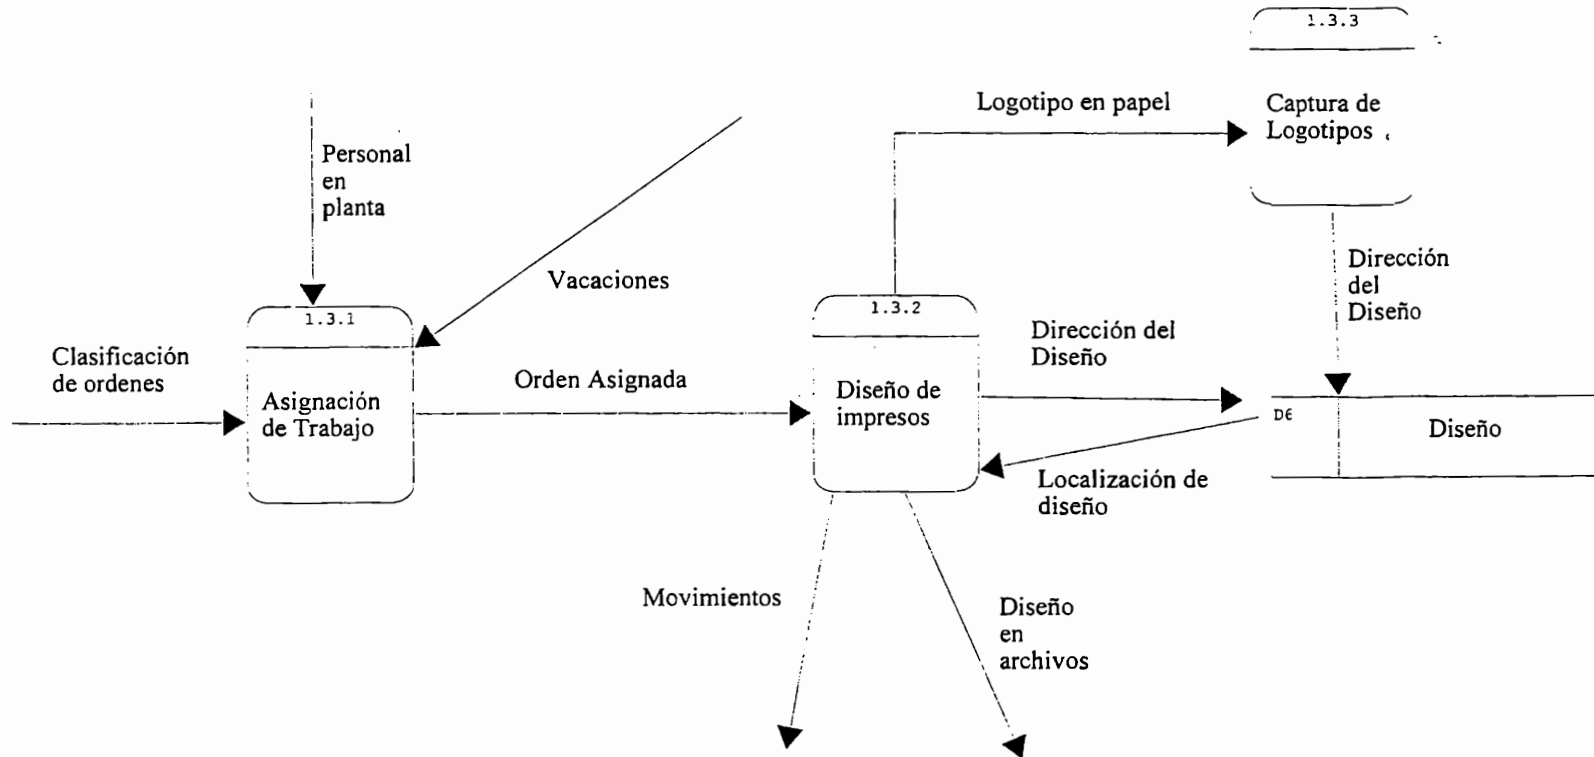 1.3.3
Logotipo en papel
Captura de
Logotipos
Personal
en
planta
Vacaciones
Dirección
del
Diseño
1.3.1
1.3.2
Clasificación
de ordenes
Asignación
de Trabajo
Orden Asignada
Diseño de
impresos
Dirección del
Diseño
Diseño
Localización de
diseño
Movimientos
Diseño
en
archivos